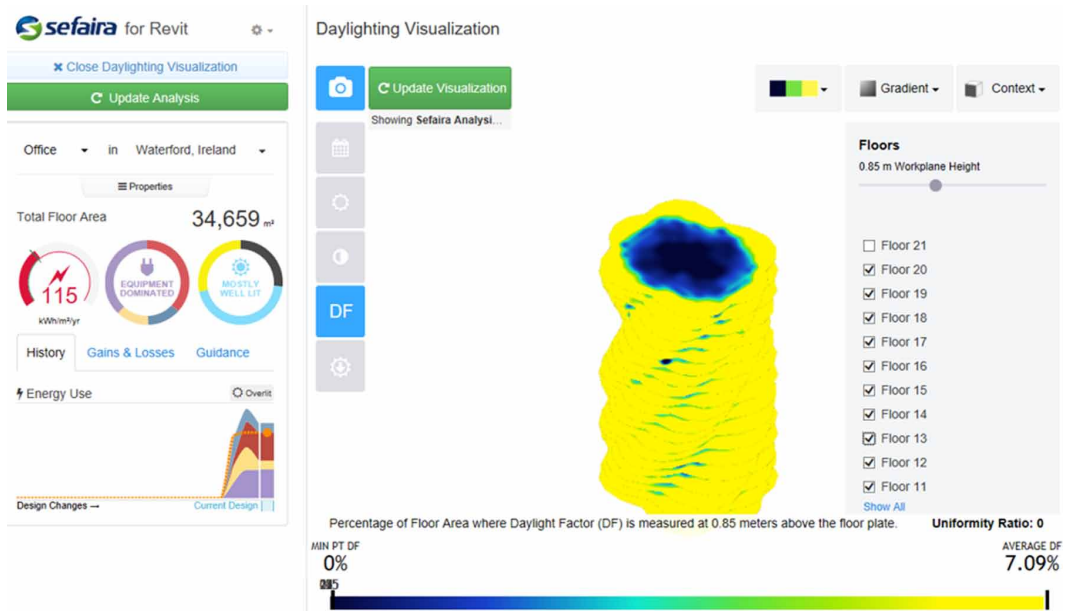 sefaira for Revit
✖ Close Daylighting Visualization
Update Analysis
Office in Waterford, Ireland
Properties
Total Floor Area 34,659 m²
115
kWh/m²/yr
EQUIPMENT
DOMINATED
MOSTLY
WELL LIT
History Gains & Losses Guidance
Energy Use Overlit
Design Changes → Current Design
Daylighting Visualization
Update Visualization
Showing Sefaira Analysi...
Gradient Context
DF
Floors
0.85 m Workplane Height
Floor 21
Floor 20
Floor 19
Floor 18
Floor 17
Floor 16
Floor 15
Floor 14
Floor 13
Floor 12
Floor 11
Show All
Percentage of Floor Area where Daylight Factor (DF) is measured at 0.85 meters above the floor plate. Uniformity Ratio: 0
MIN PT DF
0%
AVERAGE DF
7.09%